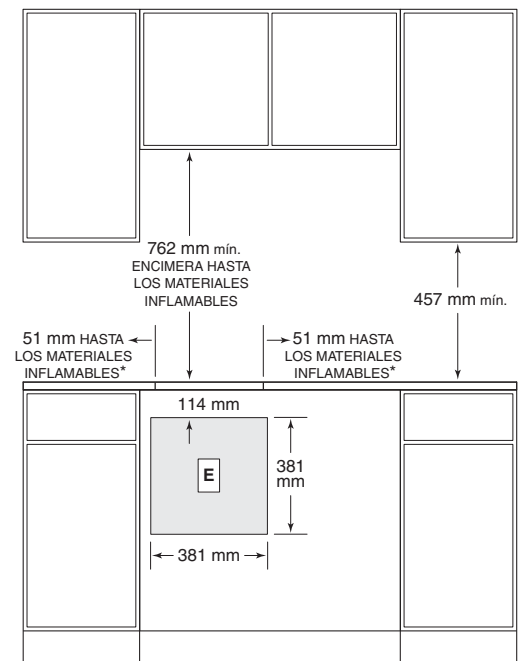 762 mm mín.
ENCIMERA HASTA
LOS MATERIALES
INFLAMABLES
457 mm mín.
51 mm HASTA
LOS MATERIALES
INFLAMABLES*
51 mm HASTA
LOS MATERIALES
INFLAMABLES*
114 mm
E
381
mm
381 mm